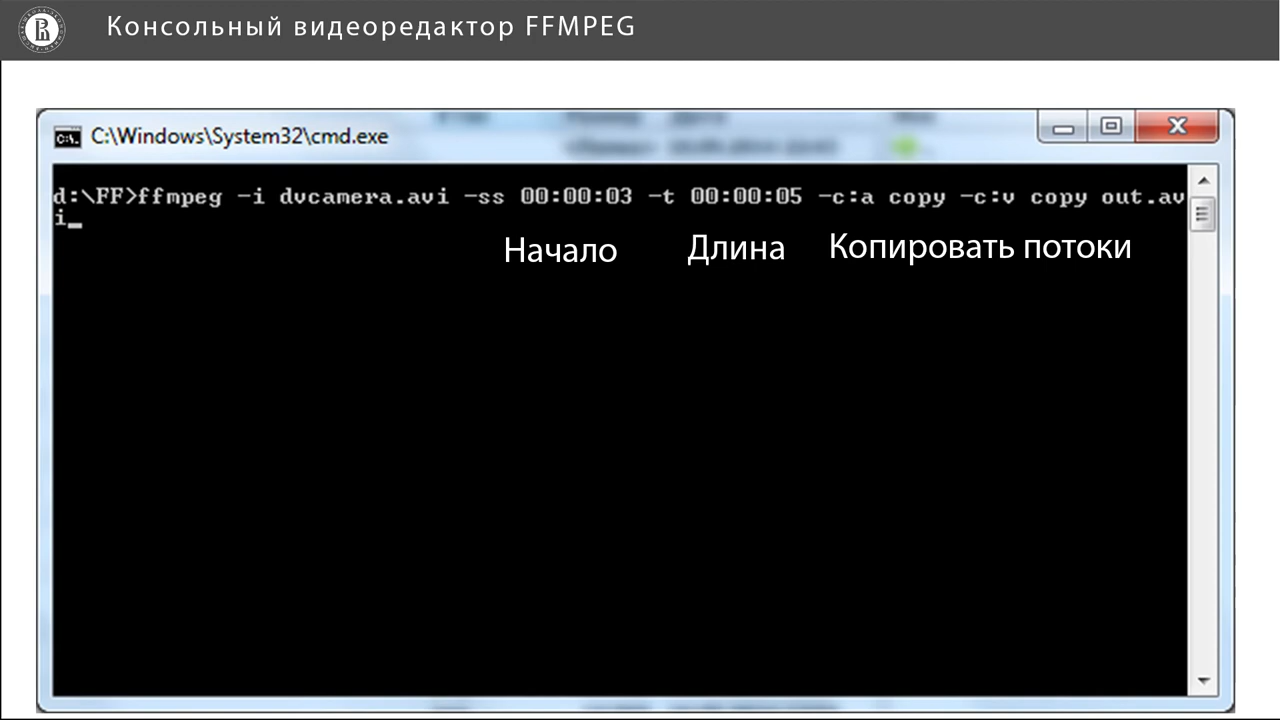 Консольный видеоредактор FFMPEG
C:\Windows\System32\cmd.exe
d:\FF>ffmpeg -i dvcamera.avi -ss 00:00:03 -t 00:00:05 -c:a copy -c:v copy out.av
i_
Начало Длина Копировать потоки